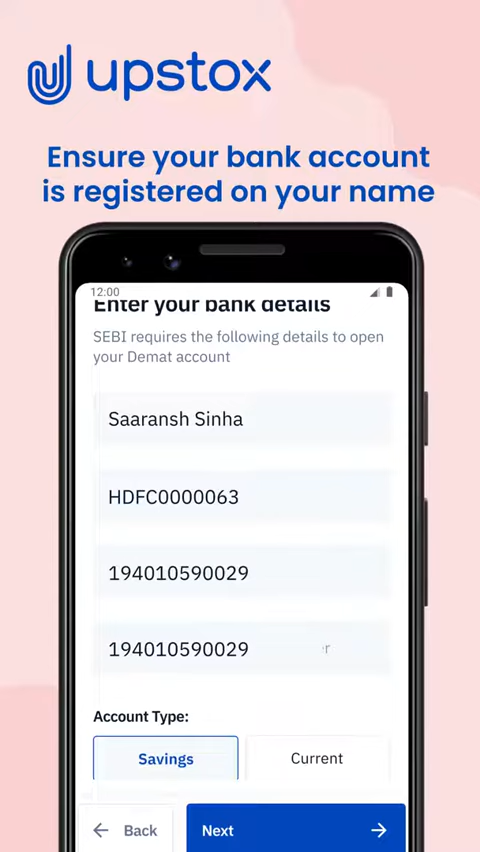 upstox
Ensure your bank account
is registered on your name
12:00
Enter your bank details
SEBI requires the following details to open
your Demat account
Saaransh Sinha
HDFC0000063
194010590029
194010590029
r
Account Type:
Savings
Current
Back
Next